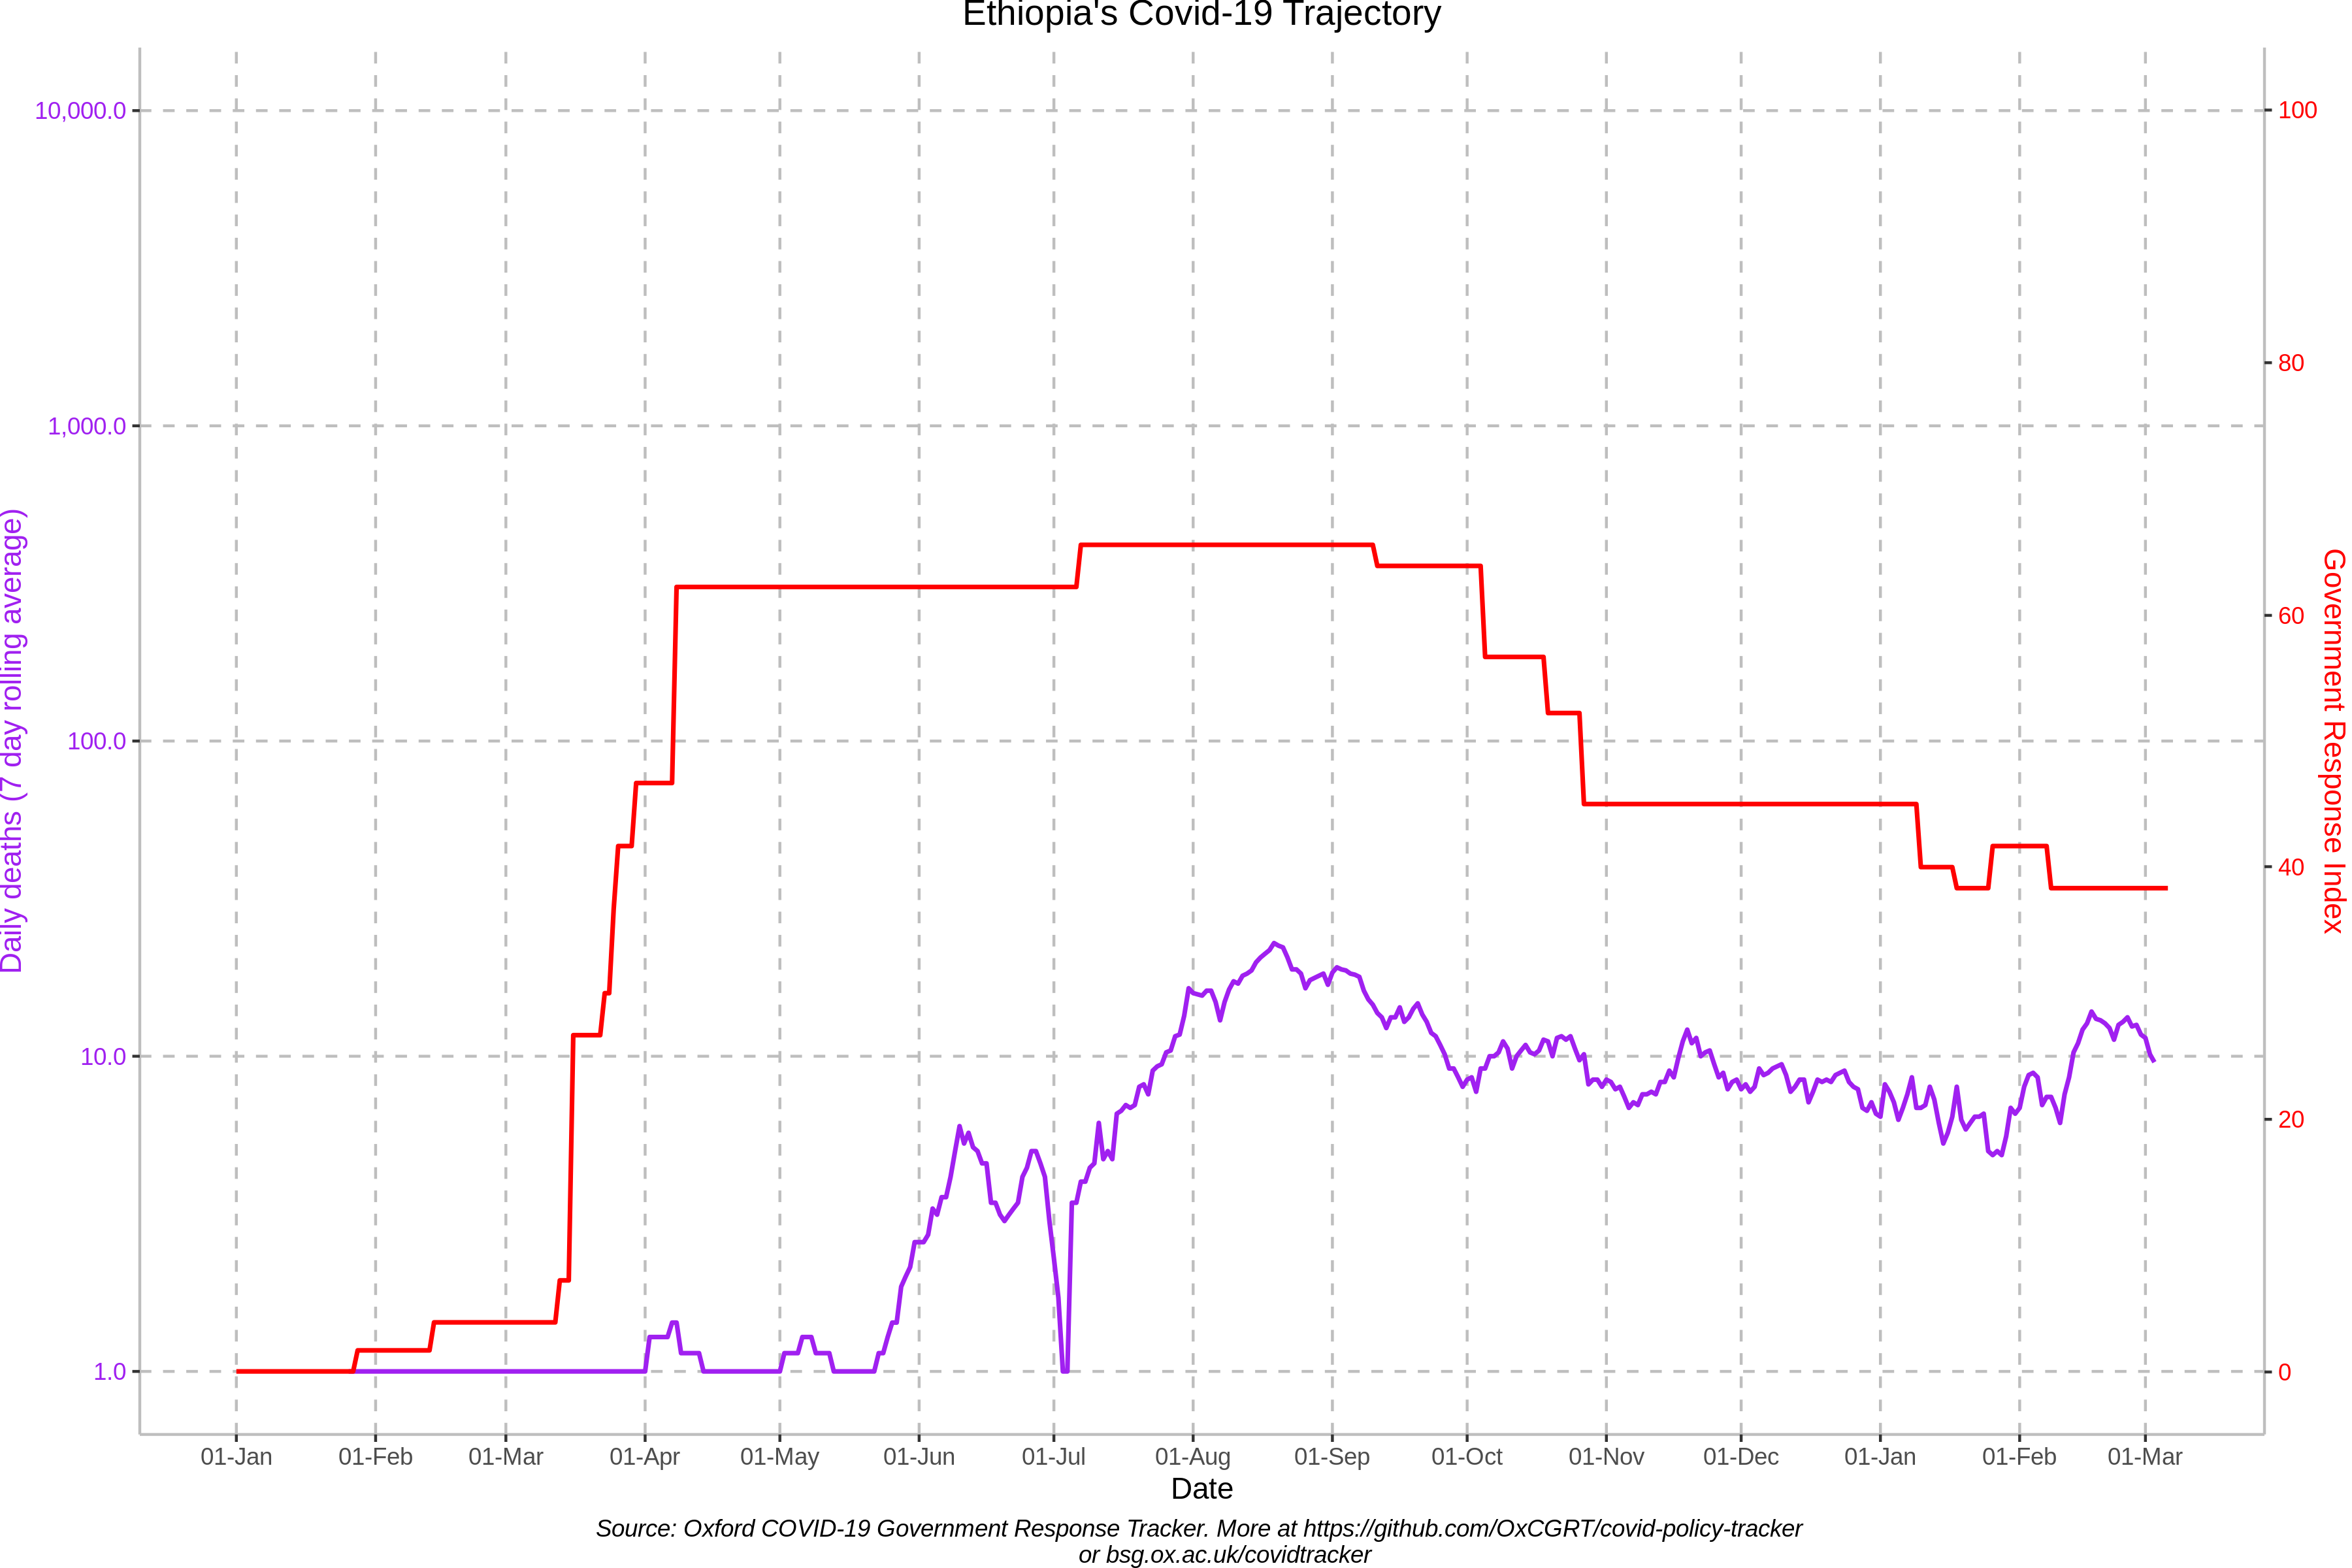 Ethiopia's Covid-19 Trajectory
10,000.0
1,000.0
100.0
10.0
1.0
Daily deaths (7 day rolling average)
100
80
60
40
20
0
Government Response Index
01-Jan 01-Feb 01-Mar 01-Apr 01-May 01-Jun 01-Jul 01-Aug 01-Sep 01-Oct 01-Nov 01-Dec 01-Jan 01-Feb 01-Mar
Date
Source: Oxford COVID-19 Government Response Tracker. More at https://github.com/OxCGRT/covid-policy-tracker
or bsg.ox.ac.uk/covidtracker